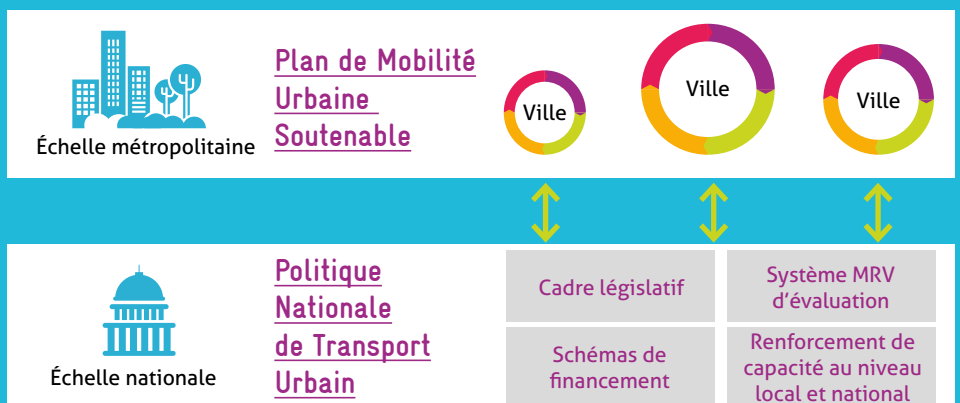 Échelle métropolitaine
Plan de Mobilité
Urbaine
Soutenable
Ville
Ville
Ville
Échelle nationale
Politique
Nationale
de Transport
Urbain
Cadre législatif
Système MRV
d’évaluation
Schémas de
financement
Renforcement de
capacité au niveau
local et national